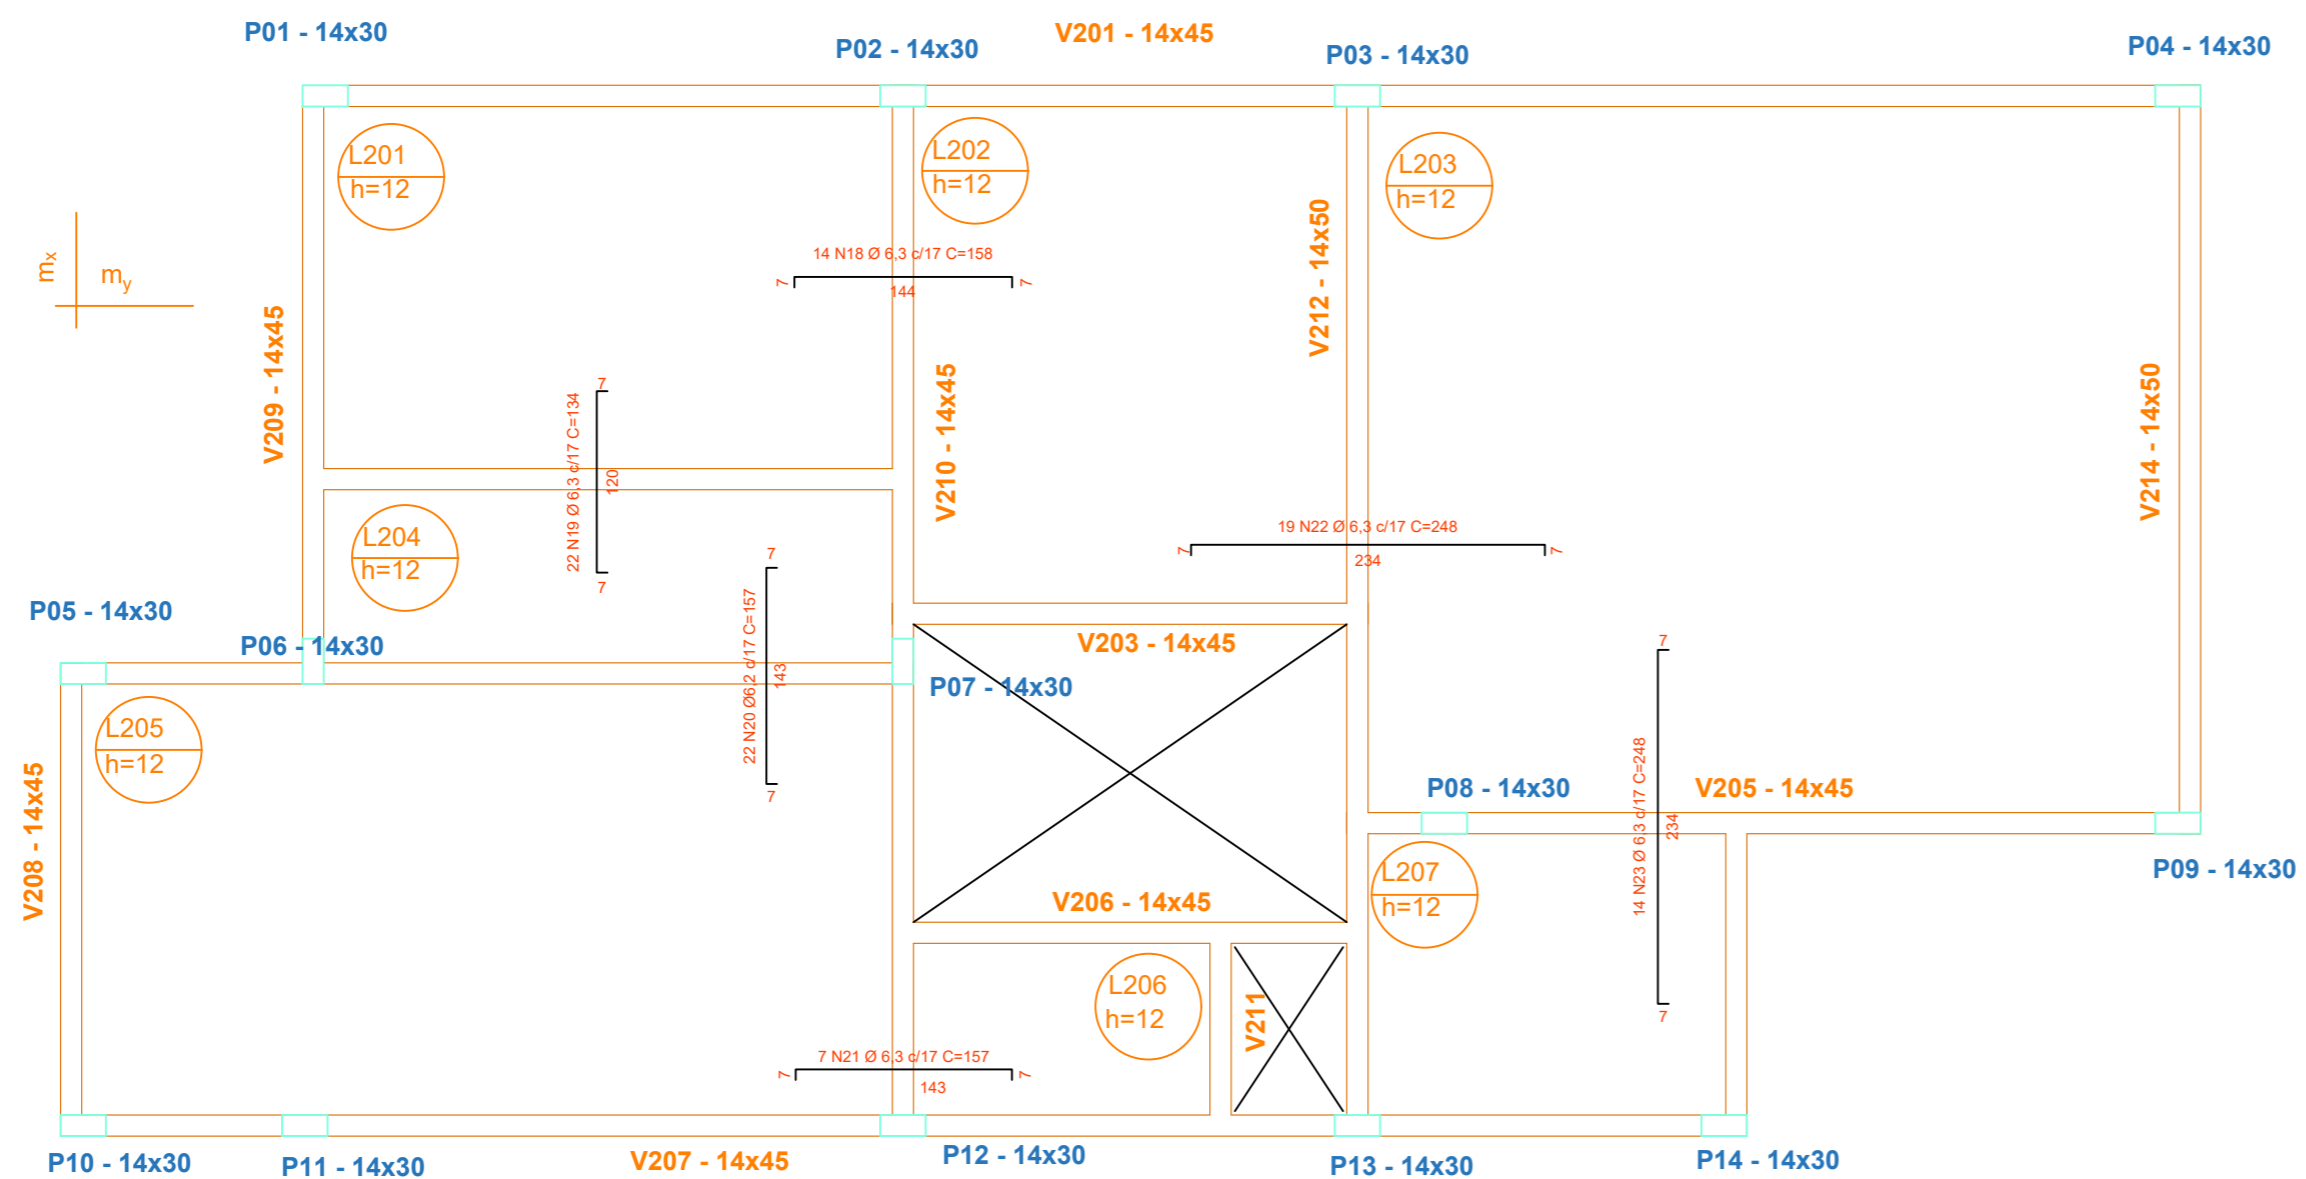 P01 - 14x30
P02 - 14x30
V201 - 14x45
P03 - 14x30
P04 - 14x30
L201
h=12
L202
h=12
L203
h=12
mx
my
14 N18 Ø 6,3 c/17 C=158
7
144
7
V212 - 14x50
V209 - 14x45
V210 - 14x45
V214 - 14x50
7
22 N19 Ø 6,3 c/17 C=134
120
7
L204
h=12
19 N22 Ø 6,3 c/17 C=248
7
234
7
P05 - 14x30
P06 - 14x30
7
22 N20 Ø6,2 c/17 C=157
143
7
V203 - 14x45
P07 - 14x30
7
14 N23 Ø 6,3 c/17 C=248
234
7
L205
h=12
V208 - 14x45
P08 - 14x30
V205 - 14x45
P09 - 14x30
L207
h=12
V206 - 14x45
L206
h=12
V211
7 N21 Ø 6,3 c/17 C=157
7
143
7
P10 - 14x30
P11 - 14x30
V207 - 14x45
P12 - 14x30
P13 - 14x30
P14 - 14x30